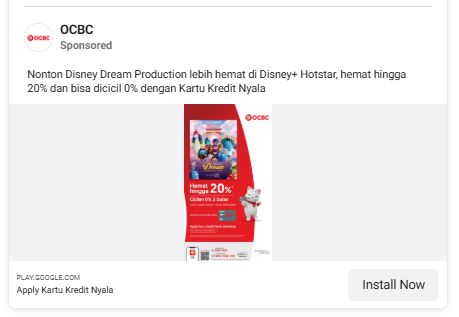 OCBC
OCBC
Sponsored
Nonton Disney Dream Production lebih hemat di Disney+ Hotstar, hemat hingga
20% dan bisa dicicil 0% dengan Kartu Kredit Nyala
OCBC
Dream
Hemat
hingga 20%
Cicilan 0% 3 bulan
PLAY.GOOGLE.COM
Apply Kartu Kredit Nyala
Install Now